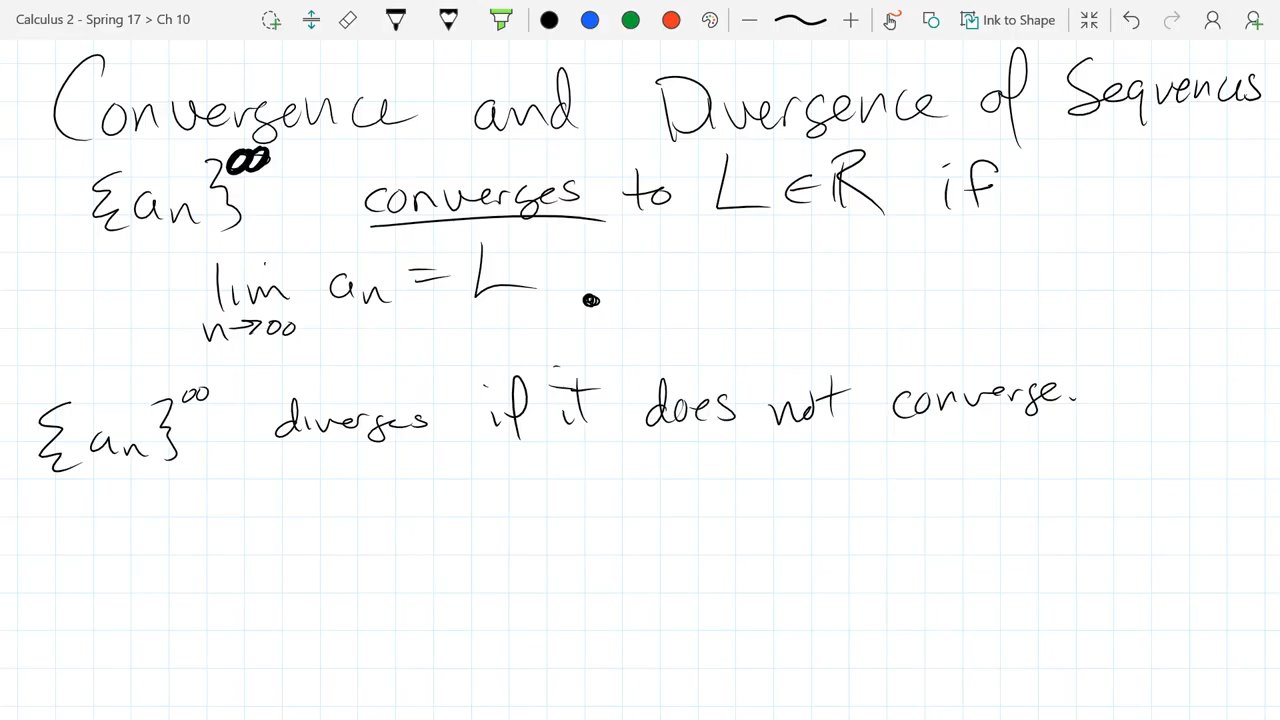 Calculus 2 - Spring 17 > Ch 10
Ink to Shape
Convergence and Divergence of Sequences
{aₙ}^∞ converges to L ∈ ℝ if
lim aₙ = L .
n→∞
{aₙ}^∞ diverges if it does not converge.